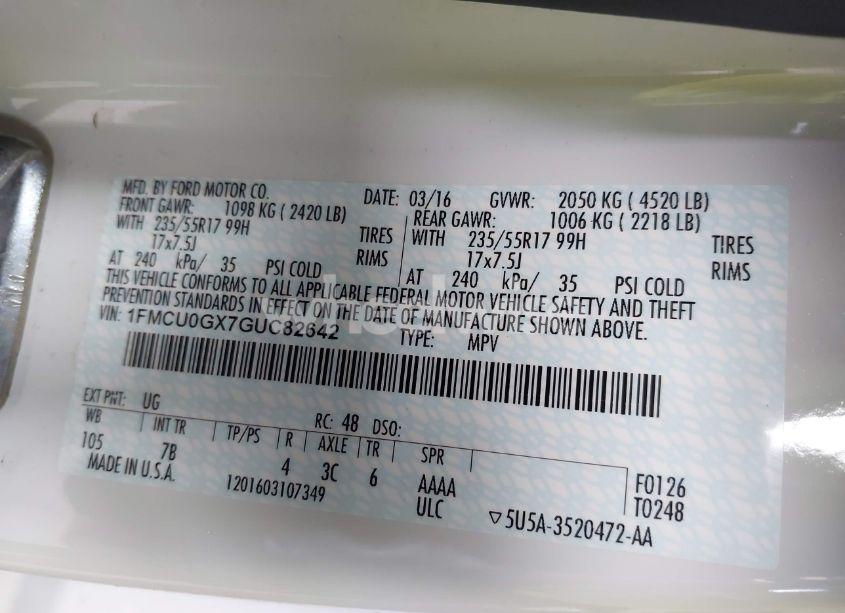 MFD. BY FORD MOTOR CO.
DATE: 03/16 GVWR: 2050 KG ( 4520 LB)
FRONT GAWR: 1098 KG ( 2420 LB) REAR GAWR: 1006 KG ( 2218 LB)
WITH 235/55R17 99H TIRES WITH 235/55R17 99H TIRES
17x7.5J RIMS 17x7.5J RIMS
AT 240 kPa/ 35 PSI COLD AT 240 kPa/ 35 PSI COLD
THIS VEHICLE CONFORMS TO ALL APPLICABLE FEDERAL MOTOR VEHICLE SAFETY AND THEFT
PREVENTION STANDARDS IN EFFECT ON THE DATE OF MANUFACTURE SHOWN ABOVE.
VIN: 1FMCU0GX7GUC82642 TYPE: MPV
EXT PNT: UG RC: 48 DSO:
WB INT TR TP/PS R AXLE TR SPR
105 7B 4 3C 6 AAAA F0126
MADE IN U.S.A. 1201603107349 ULC T0248
▽5U5A-3520472-AA